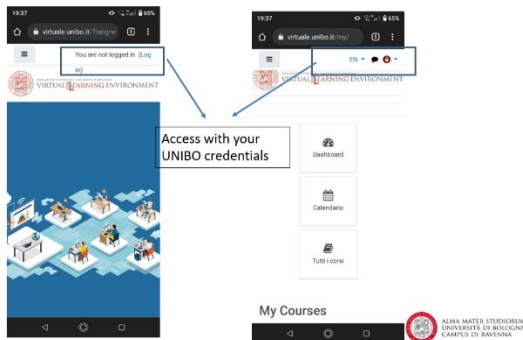 19:37
65%
virtuale.unibo.it/?lang=e
You are not logged in. (Log
in)
VIRTUAL LEARNING ENVIRONMENT
Access with your
UNIBO credentials
19:37
65%
virtuale.unibo.it/my/
EN
VIRTUAL LEARNING ENVIRONMENT
Dashboard
Calendario
Tutti i corsi
My Courses
ALMA MATER STUDIORUM
UNIVERSITÀ DI BOLOGNA
CAMPUS DI RAVENNA